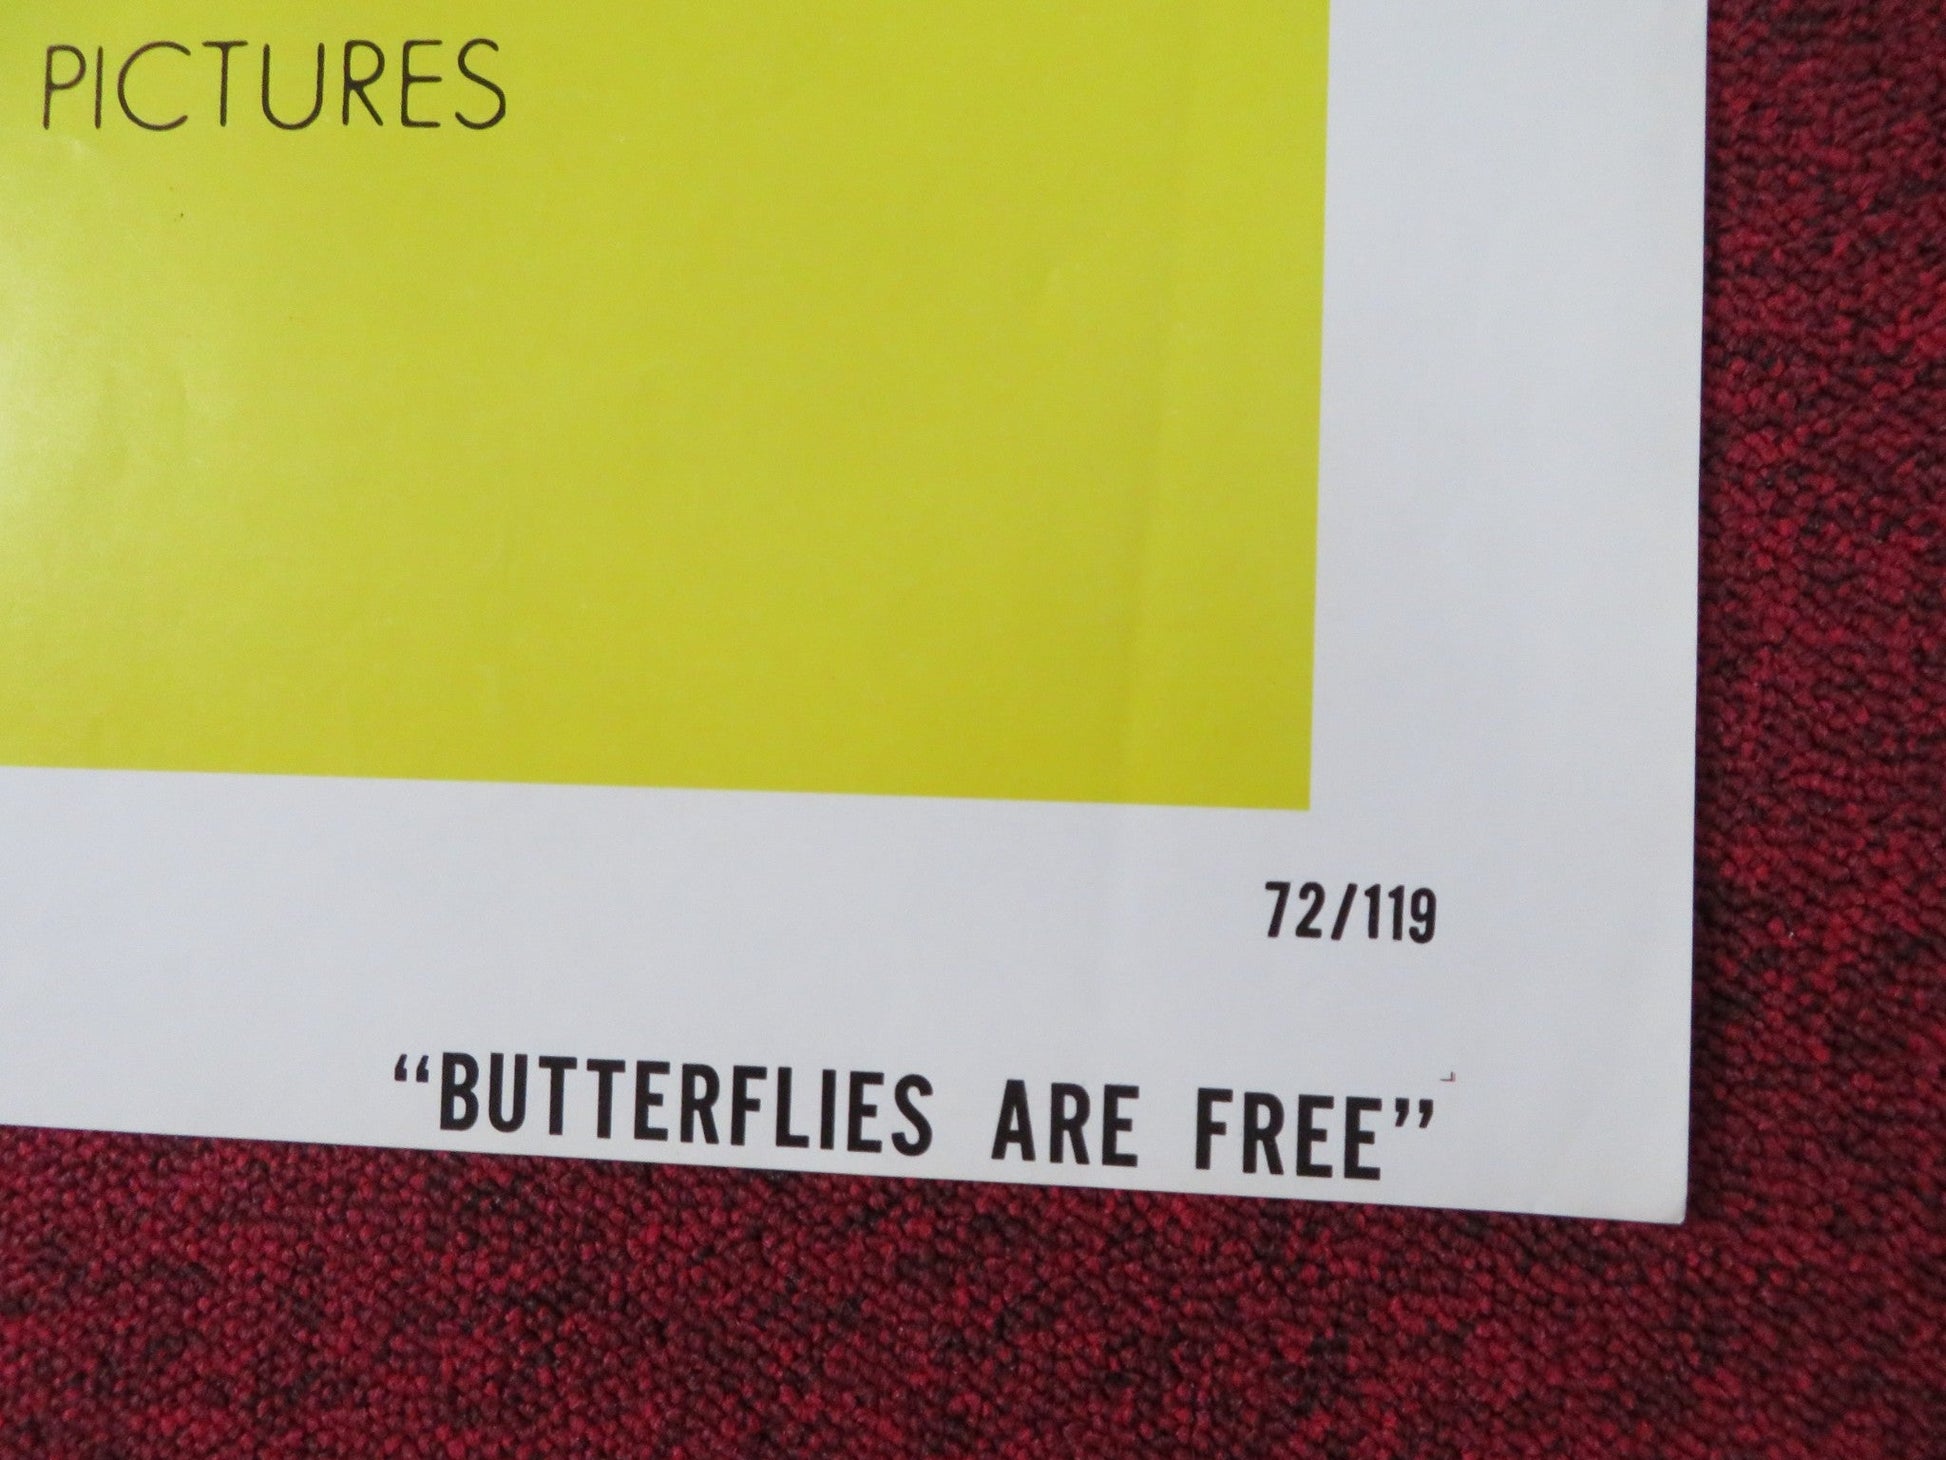 PICTURES
72/119
“BUTTERFLIES ARE FREE”